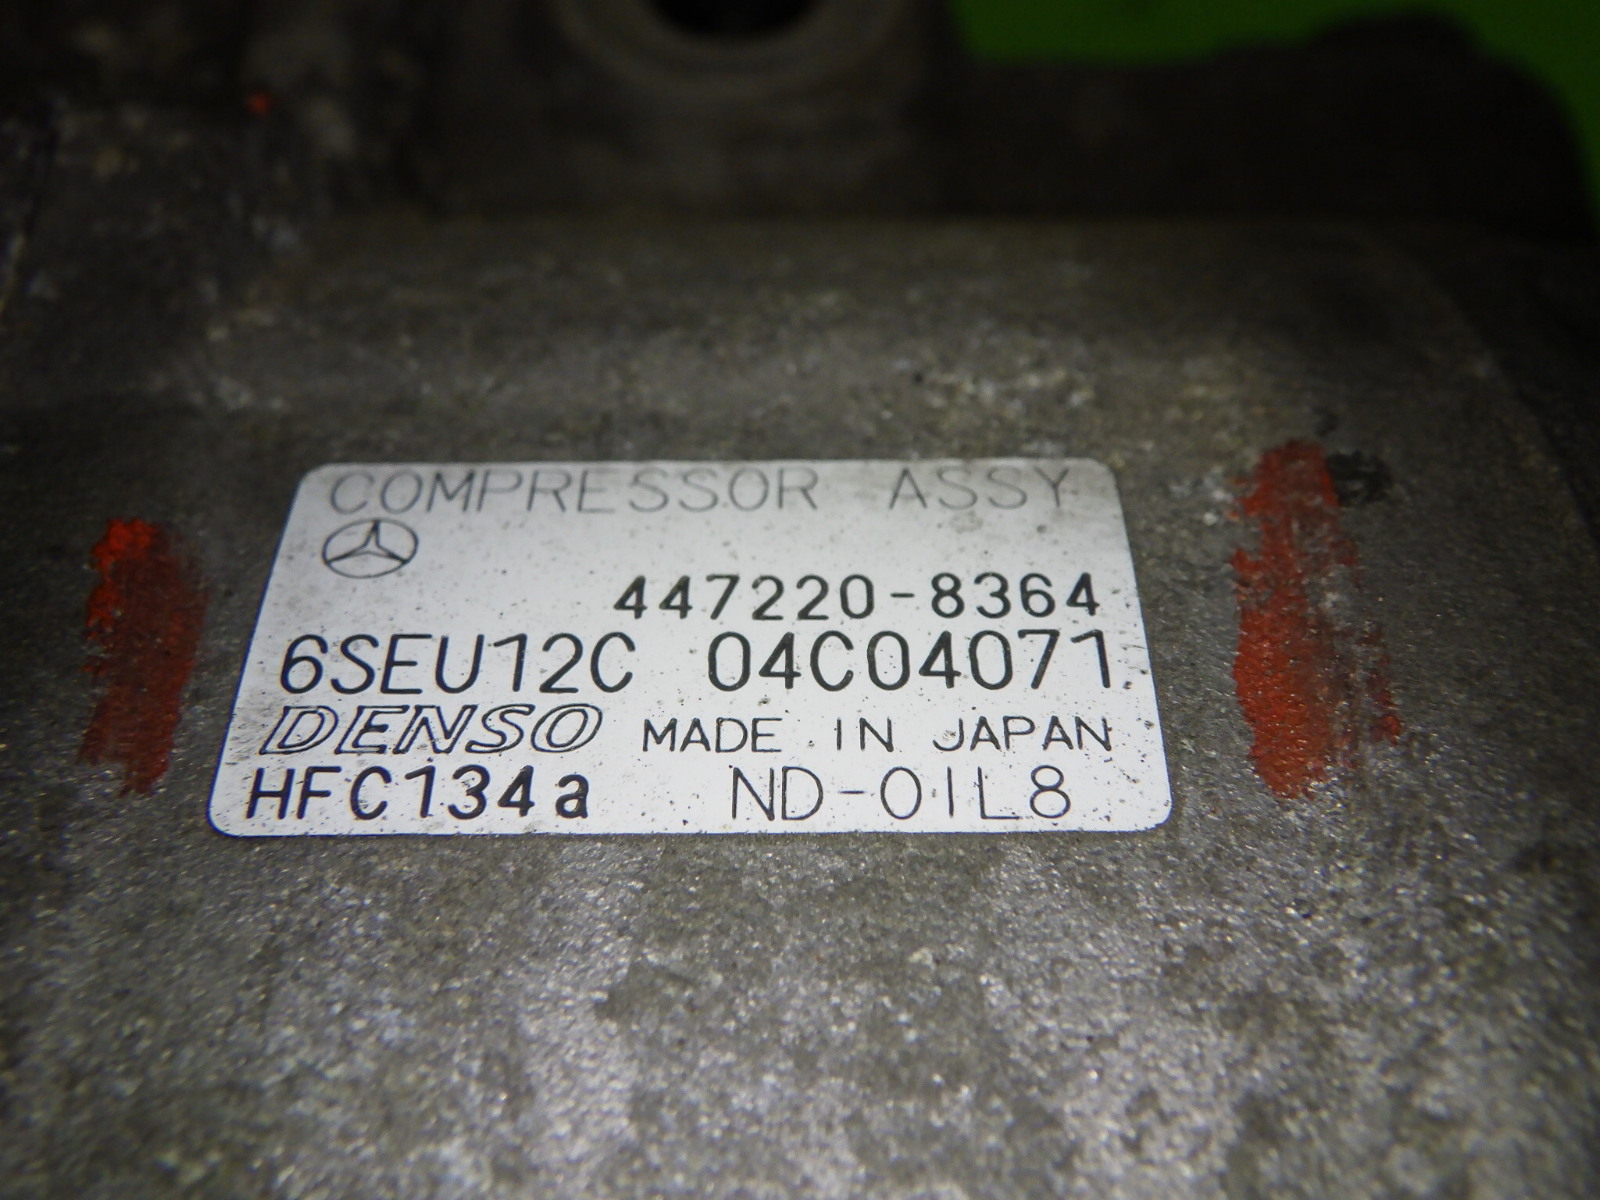 COMPRESSOR ASSY
447220-8364
6SEU12C 04C04071
DENSO MADE IN JAPAN
HFC134a ND-OIL8